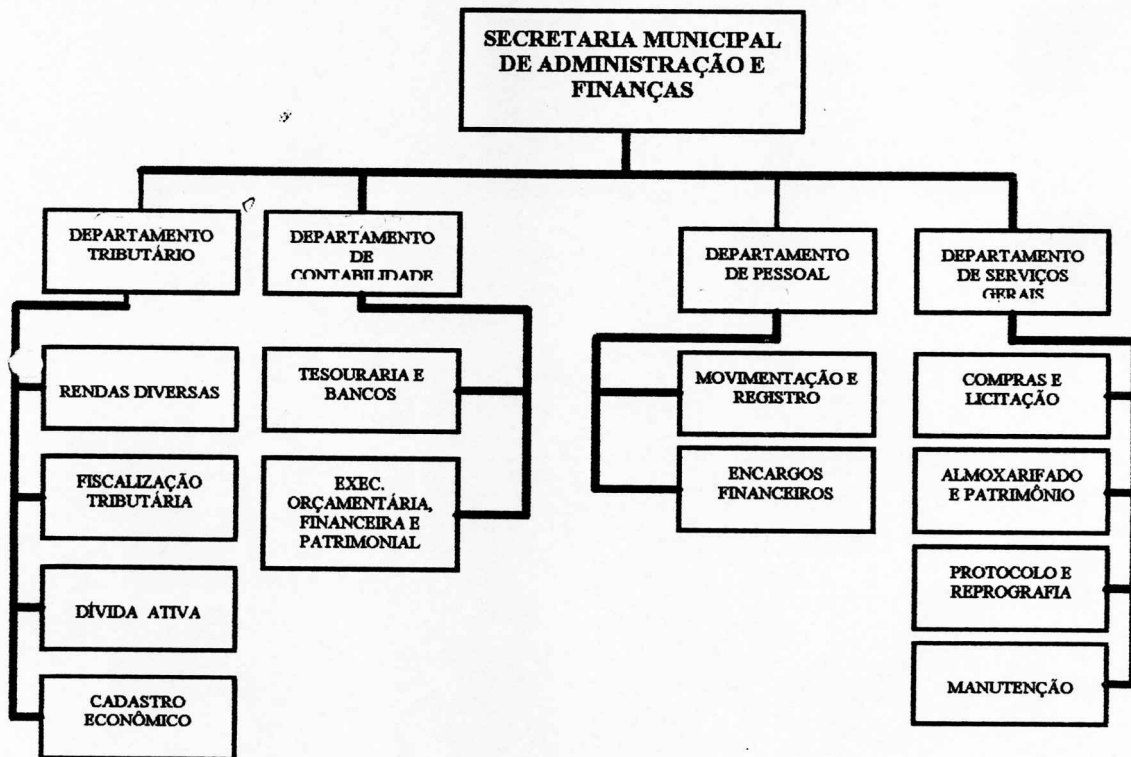 SECRETARIA MUNICIPAL
DE ADMINISTRAÇÃO E
FINANÇAS
DEPARTAMENTO
TRIBUTÁRIO
DEPARTAMENTO
DE
CONTABILIDADE
DEPARTAMENTO
DE PESSOAL
DEPARTAMENTO
DE SERVIÇOS
GERAIS
RENDAS DIVERSAS
FISCALIZAÇÃO
TRIBUTÁRIA
DÍVIDA ATIVA
CADASTRO
ECONÔMICO
TESOURARIA E
BANCOS
EXEC.
ORÇAMENTÁRIA,
FINANCEIRA E
PATRIMONIAL
MOVIMENTAÇÃO E
REGISTRO
ENCARGOS
FINANCEIROS
COMPRAS E
LICITAÇÃO
ALMOXARIFADO
E PATRIMÔNIO
PROTOCOLO E
REPROGRAFIA
MANUTENÇÃO